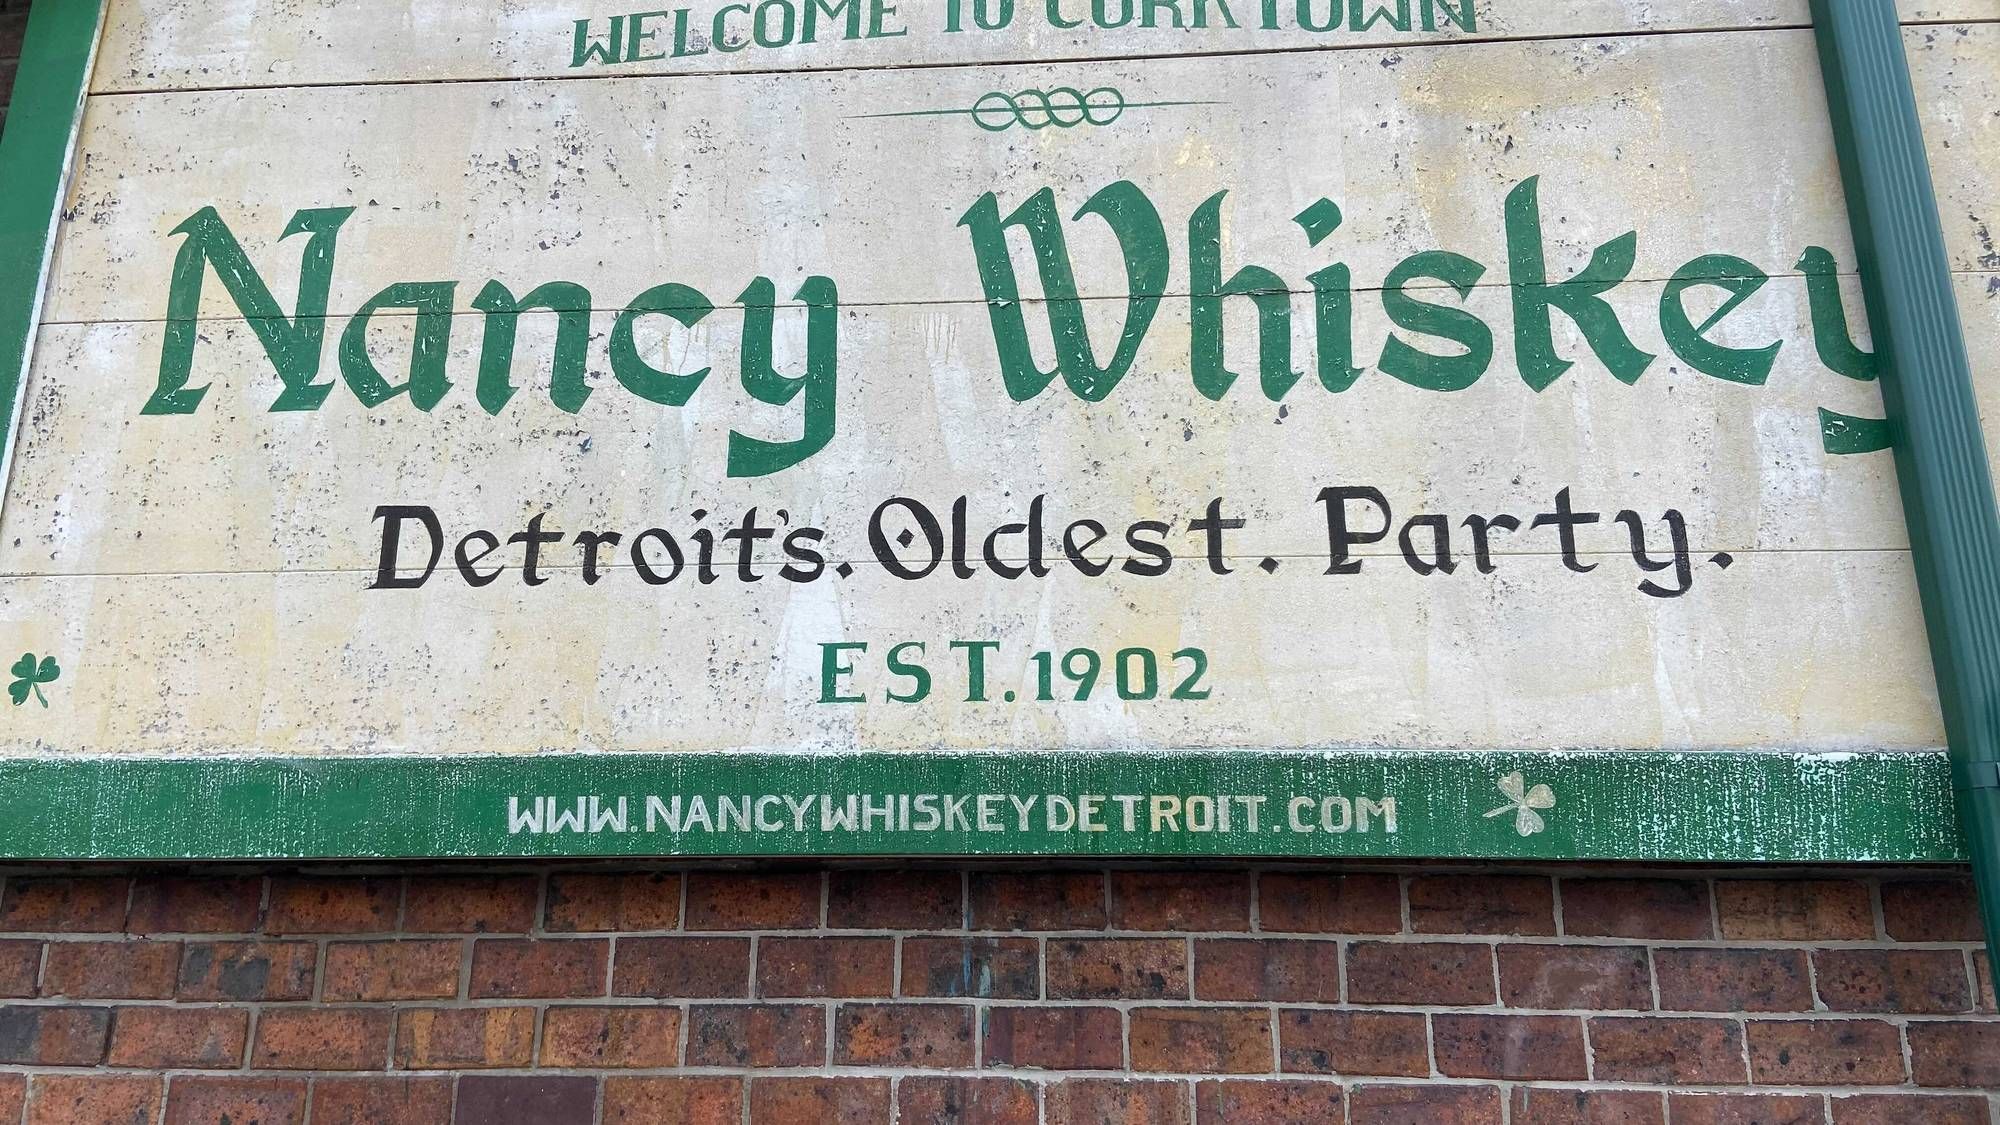 WELCOME TO CORKTOWN
Nancy Whiskey
Detroit's. Oldest. Party.
EST. 1902
WWW.NANCYWHISKEYDETROIT.COM